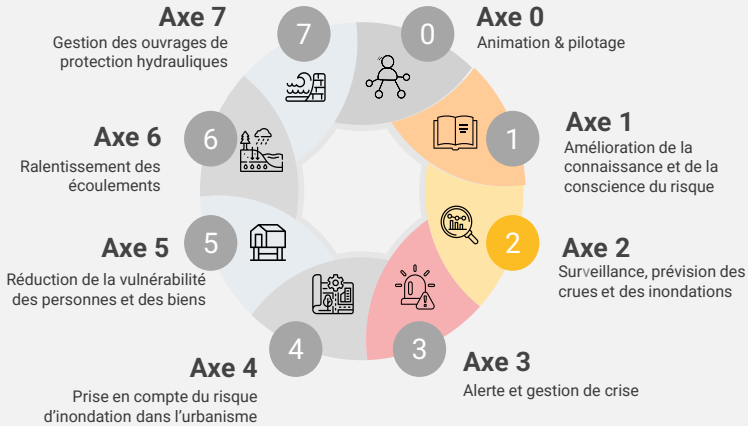 Axe 0
Animation & pilotage
0
Axe 1
Amélioration de la
connaissance et de la
conscience du risque
1
Axe 2
Surveillance, prévision des
crues et des inondations
2
Axe 3
Alerte et gestion de crise
3
Axe 4
Prise en compte du risque
d'inondation dans l'urbanisme
4
Axe 5
Réduction de la vulnérabilité
des personnes et des biens
5
Axe 6
Ralentissement des
écoulements
6
Axe 7
Gestion des ouvrages de
protection hydrauliques
7